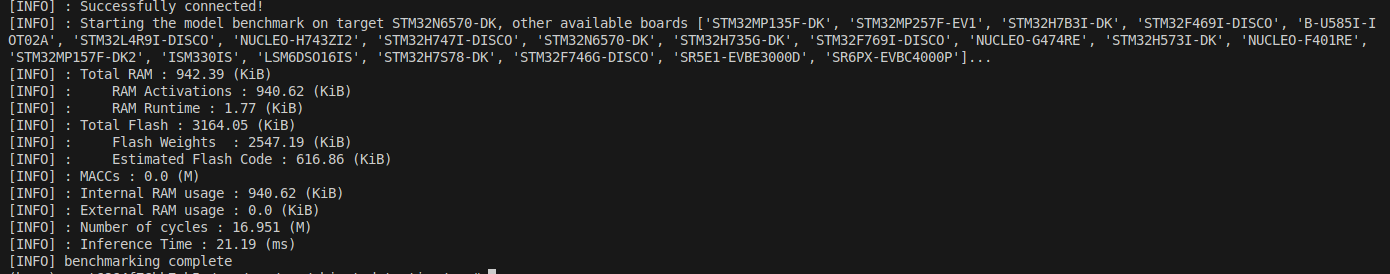 [INFO] : Successfully connected!
[INFO] : Starting the model benchmark on target STM32N6570-DK, other available boards ['STM32MP135F-DK', 'STM32MP257F-EV1', 'STM32H7B3I-DK', 'STM32F469I-DISCO', 'B-U585I-I
OT02A', 'STM32L4R9I-DISCO', 'NUCLEO-H743ZI2', 'STM32H747I-DISCO', 'STM32N6570-DK', 'STM32H735G-DK', 'STM32F769I-DISCO', 'NUCLEO-G474RE', 'STM32H573I-DK', 'NUCLEO-F401RE',
'STM32MP157F-DK2', 'ISM330IS', 'LSM6DSO16IS', 'STM32H7S78-DK', 'STM32F746G-DISCO', 'SR5E1-EVBE3000D', 'SR6PX-EVBC4000P']...
[INFO] : Total RAM : 942.39 (KiB)
[INFO] :     RAM Activations : 940.62 (KiB)
[INFO] :     RAM Runtime : 1.77 (KiB)
[INFO] : Total Flash : 3164.05 (KiB)
[INFO] :     Flash Weights  : 2547.19 (KiB)
[INFO] :     Estimated Flash Code : 616.86 (KiB)
[INFO] : MACCs : 0.0 (M)
[INFO] : Internal RAM usage : 940.62 (KiB)
[INFO] : External RAM usage : 0.0 (KiB)
[INFO] : Number of cycles : 16.951 (M)
[INFO] : Inference Time : 21.19 (ms)
[INFO] benchmarking complete